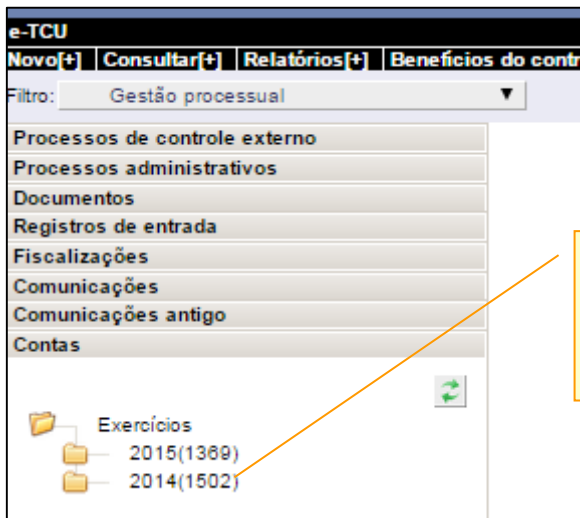 e-TCU
Novo[+] Consultar[+] Relatórios[+] Benefícios do contr
Filtro: Gestão processual
Processos de controle externo
Processos administrativos
Documentos
Registros de entrada
Fiscalizações
Comunicações
Comunicações antigo
Contas
Exercícios
2015(1369)
2014(1502)